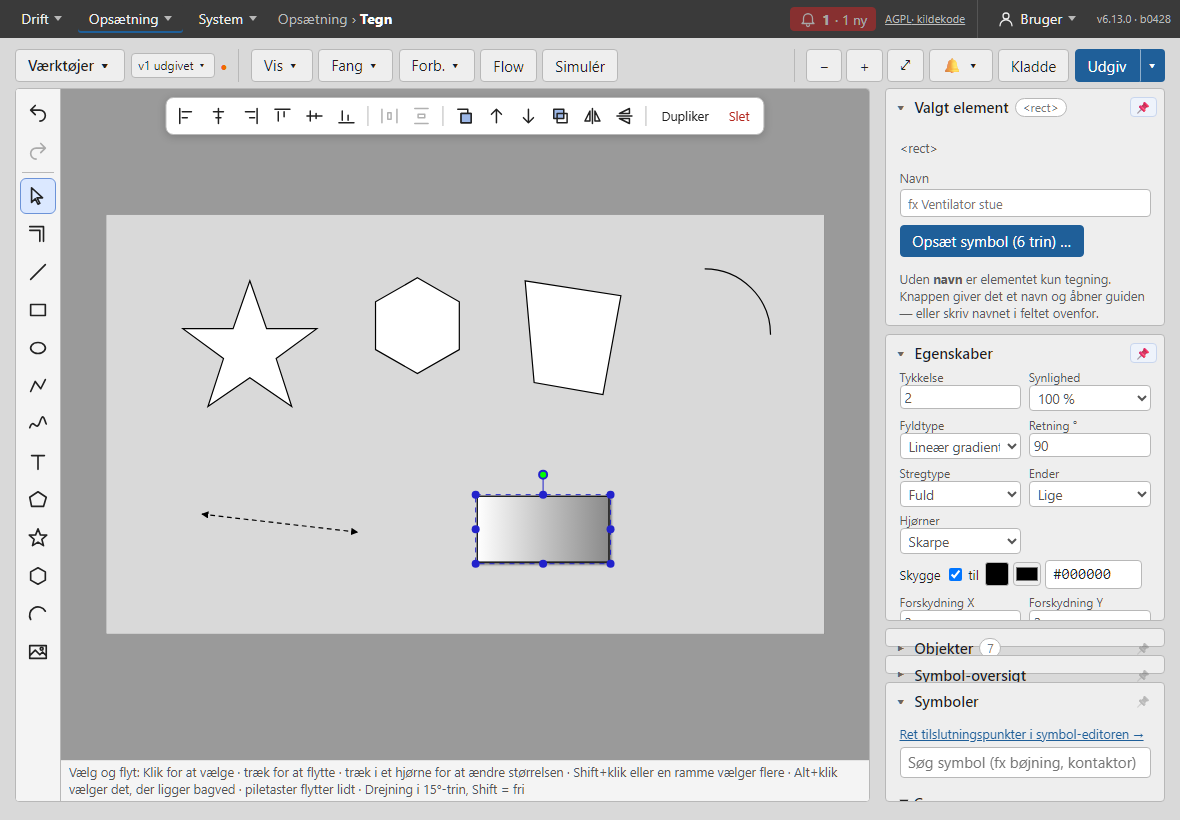 Drift Opsætning System Opsætning › Tegn 1 · 1 ny AGPL· kildekode Bruger v6.13.0 · b0428
Værktøjer v1 udgivet Vis Fang Forb. Flow Simulér − + Kladde Udgiv
Dupliker Slet
Valgt element <rect>
<rect>
Navn
fx Ventilator stue
Opsæt symbol (6 trin) ...
Uden navn er elementet kun tegning.
Knappen giver det et navn og åbner guiden
— eller skriv navnet i feltet ovenfor.
Egenskaber
Tykkelse Synlighed
2 100 %
Fyldtype Retning °
Lineær gradient 90
Stregtype Ender
Fuld Lige
Hjørner
Skarpe
Skygge til #000000
Forskydning X Forskydning Y
Objekter 7
Symbol-oversigt
Symboler
Ret tilslutningspunkter i symbol-editoren →
Søg symbol (fx bøjning, kontaktor)
Vælg og flyt: Klik for at vælge · træk for at flytte · træk i et hjørne for at ændre størrelsen · Shift+klik eller en ramme vælger flere · Alt+klik
vælger det, der ligger bagved · piletaster flytter lidt · Drejning i 15°-trin, Shift = fri